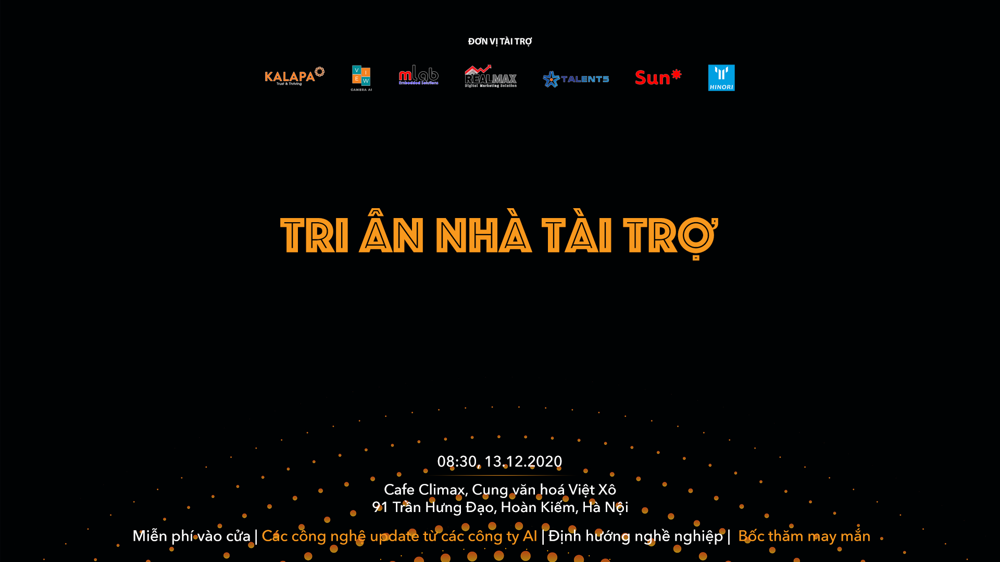 ĐƠN VỊ TÀI TRỢ
KALAPA
Trust & Thriving
VIEW
CAMERA AI
mlab
Embedded Solutions
REALMAX
Digital Marketing Solution
TALENT5
Sun*
HINORI
TRI ÂN NHÀ TÀI TRỢ
08:30, 13.12.2020
Cafe Climax, Cung văn hoá Việt Xô
91 Trần Hưng Đạo, Hoàn Kiếm, Hà Nội
Miễn phí vào cửa | Các công nghệ update từ các công ty AI | Định hướng nghề nghiệp | Bốc thăm may mắn